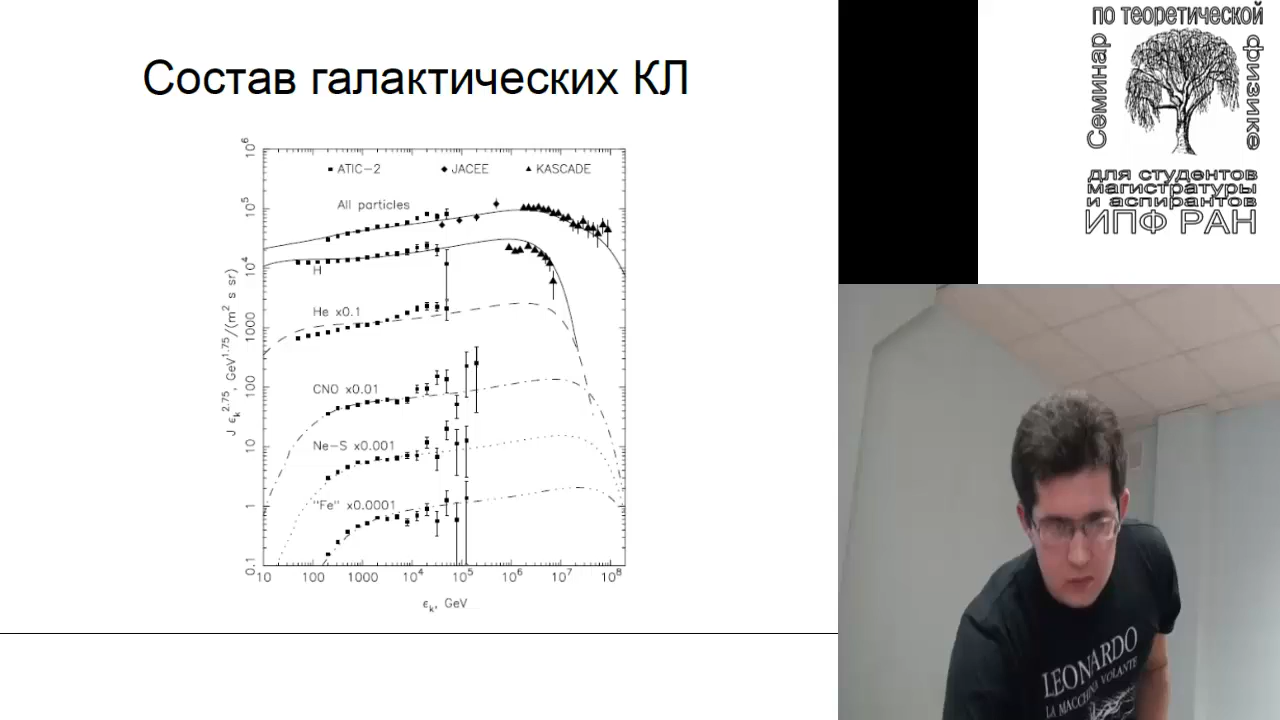 Состав галактических КЛ
ATIC-2
JACEE
KASCADE
All particles
H
He x0.1
CNO x0.01
Ne-S x0.001
"Fe" x0.0001
J ϵk^2.75, GeV^1.75/(m^2 s sr)
10^6
10^5
10^4
1000
100
10
1
0.1
10
100
1000
10^4
10^5
10^6
10^7
10^8
ϵk, GeV
Семинар
по теоретической
физике
для студентов
магистратуры
и аспирантов
ИПФ РАН
LEONARDO
LA MACCHINA VOLANTE